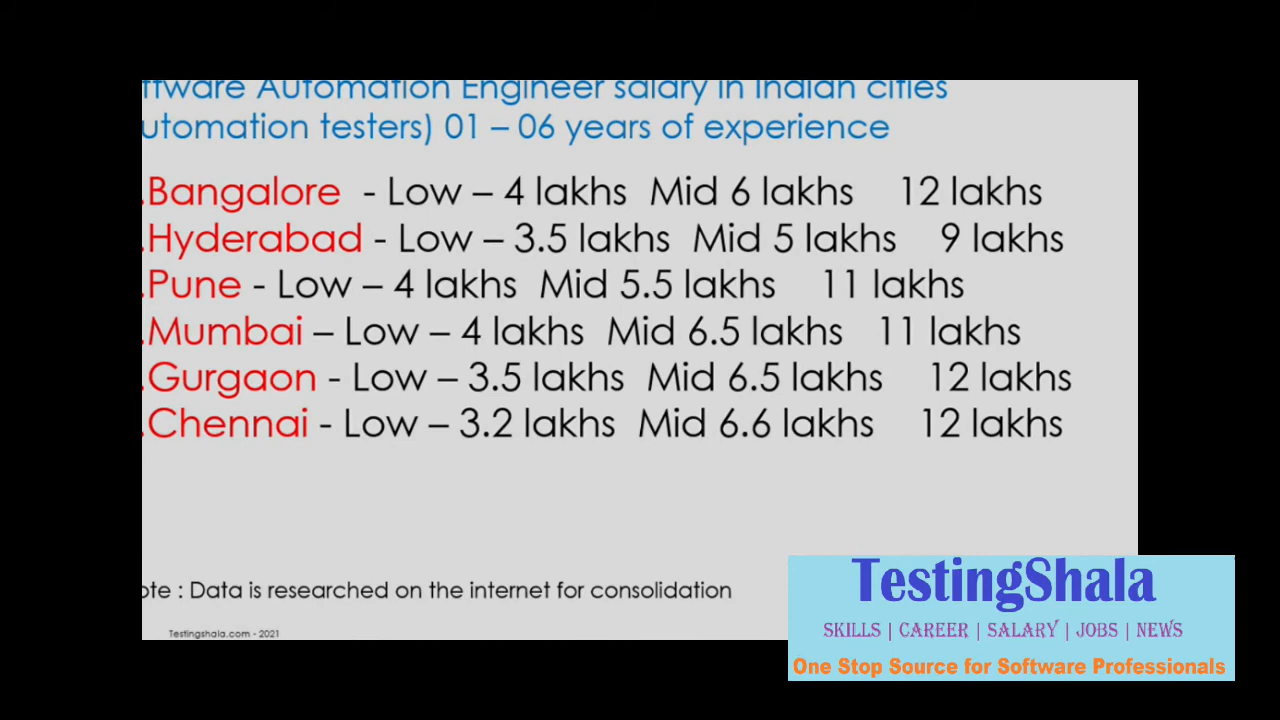 ftware Automation Engineer salary in Indian cities
utomation testers) 01 – 06 years of experience
.Bangalore - Low – 4 lakhs Mid 6 lakhs 12 lakhs
.Hyderabad - Low – 3.5 lakhs Mid 5 lakhs 9 lakhs
.Pune - Low – 4 lakhs Mid 5.5 lakhs 11 lakhs
.Mumbai – Low – 4 lakhs Mid 6.5 lakhs 11 lakhs
.Gurgaon - Low – 3.5 lakhs Mid 6.5 lakhs 12 lakhs
.Chennai - Low – 3.2 lakhs Mid 6.6 lakhs 12 lakhs
ote : Data is researched on the internet for consolidation
Testingshala.com - 2021
TestingShala
SKILLS | CAREER | SALARY | JOBS | NEWS
One Stop Source for Software Professionals